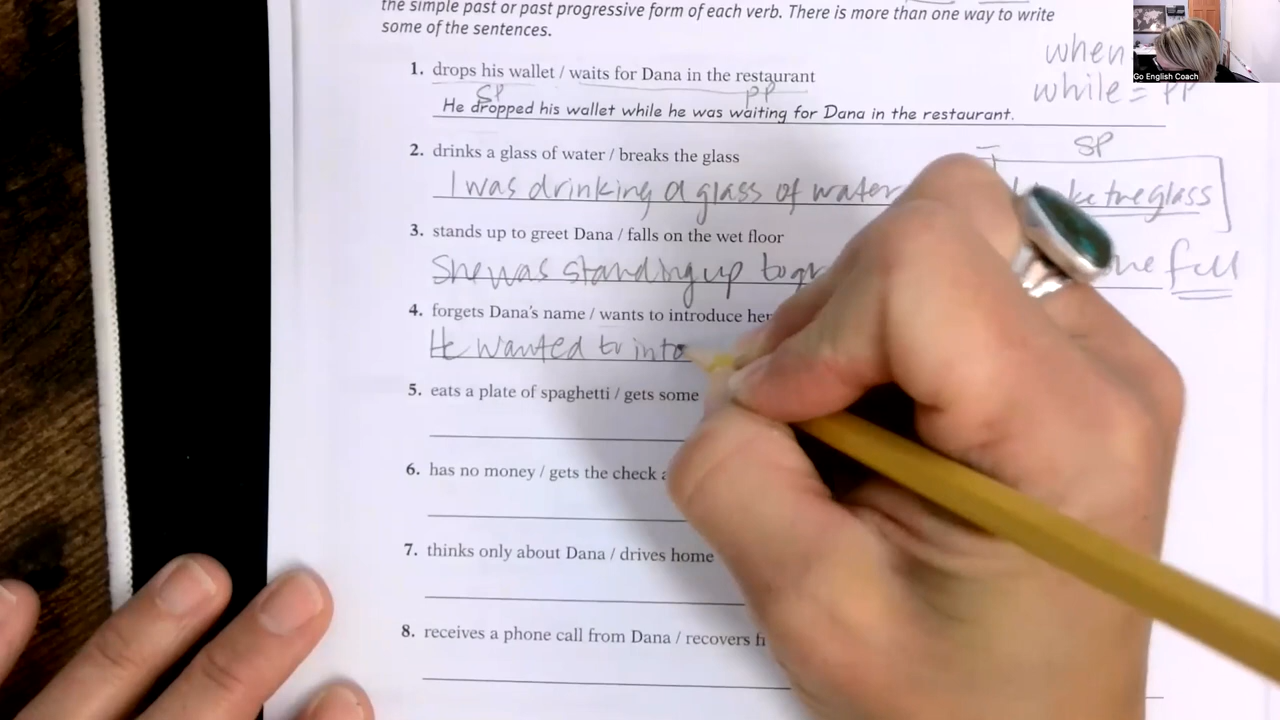 the simple past or past progressive form of each verb. There is more than one way to write
some of the sentences.
when
Go English Coach
while = PP
1. drops his wallet / waits for Dana in the restaurant
SP PP
He dropped his wallet while he was waiting for Dana in the restaurant.
SP
2. drinks a glass of water / breaks the glass
I was drinking a glass of water the glass
3. stands up to greet Dana / falls on the wet floor
She was standing up to fell
4. forgets Dana's name / wants to introduce her
He wanted to
5. eats a plate of spaghetti / gets some
6. has no money / gets the check
7. thinks only about Dana / drives home
8. receives a phone call from Dana / recovers